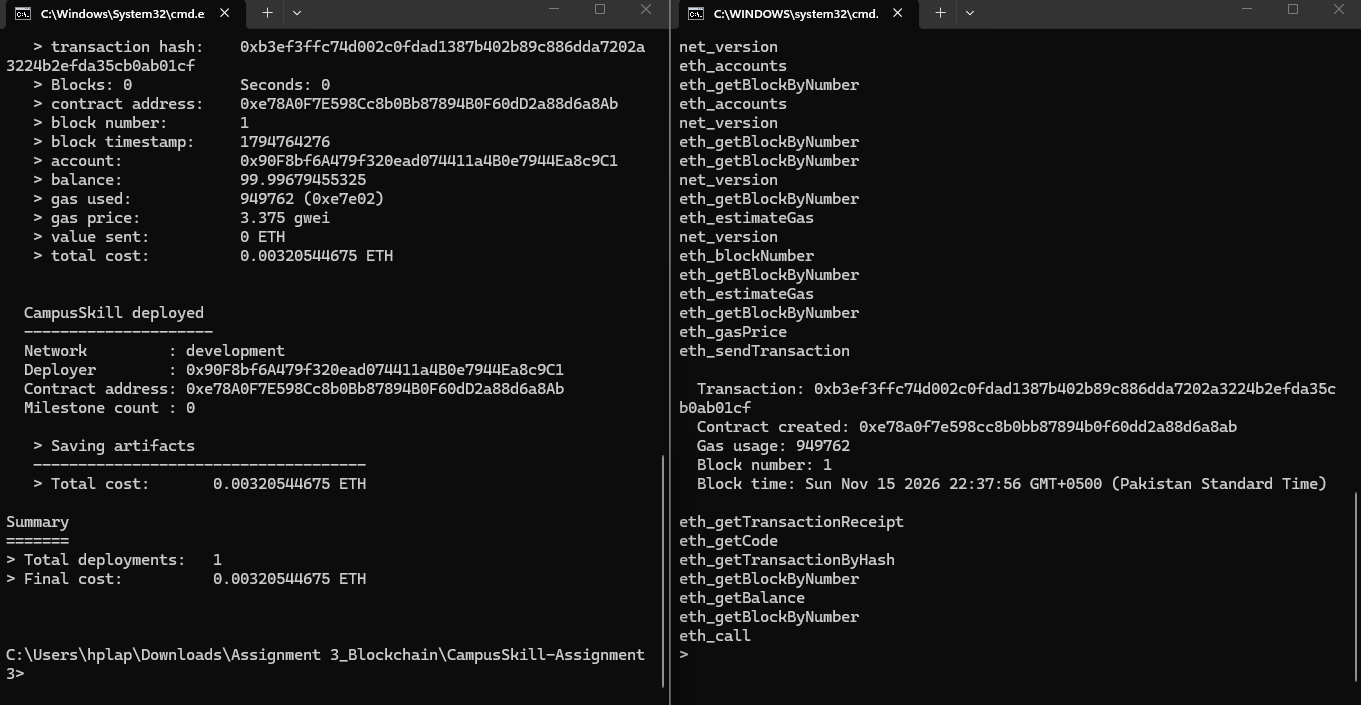 C:\Windows\System32\cmd.e
> transaction hash: 0xb3ef3ffc74d002c0fdad1387b402b89c886dda7202a
3224b2efda35cb0ab01cf
> Blocks: 0 Seconds: 0
> contract address: 0xe78A0F7E598Cc8b0Bb87894B0F60dD2a88d6a8Ab
> block number: 1
> block timestamp: 1794764276
> account: 0x90F8bf6A479f320ead074411a4B0e7944Ea8c9C1
> balance: 99.99679455325
> gas used: 949762 (0xe7e02)
> gas price: 3.375 gwei
> value sent: 0 ETH
> total cost: 0.00320544675 ETH
CampusSkill deployed
---------------------
Network : development
Deployer : 0x90F8bf6A479f320ead074411a4B0e7944Ea8c9C1
Contract address: 0xe78A0F7E598Cc8b0Bb87894B0F60dD2a88d6a8Ab
Milestone count : 0
> Saving artifacts
-------------------------------------
> Total cost: 0.00320544675 ETH
Summary
=======
> Total deployments: 1
> Final cost: 0.00320544675 ETH
C:\Users\hplap\Downloads\Assignment 3_Blockchain\CampusSkill-Assignment
3>
C:\WINDOWS\system32\cmd.
net_version
eth_accounts
eth_getBlockByNumber
eth_accounts
net_version
eth_getBlockByNumber
eth_getBlockByNumber
net_version
eth_getBlockByNumber
eth_estimateGas
net_version
eth_blockNumber
eth_getBlockByNumber
eth_estimateGas
eth_getBlockByNumber
eth_gasPrice
eth_sendTransaction
Transaction: 0xb3ef3ffc74d002c0fdad1387b402b89c886dda7202a3224b2efda35c
b0ab01cf
Contract created: 0xe78a0f7e598cc8b0bb87894b0f60dd2a88d6a8ab
Gas usage: 949762
Block number: 1
Block time: Sun Nov 15 2026 22:37:56 GMT+0500 (Pakistan Standard Time)
eth_getTransactionReceipt
eth_getCode
eth_getTransactionByHash
eth_getBlockByNumber
eth_getBalance
eth_getBlockByNumber
eth_call
>